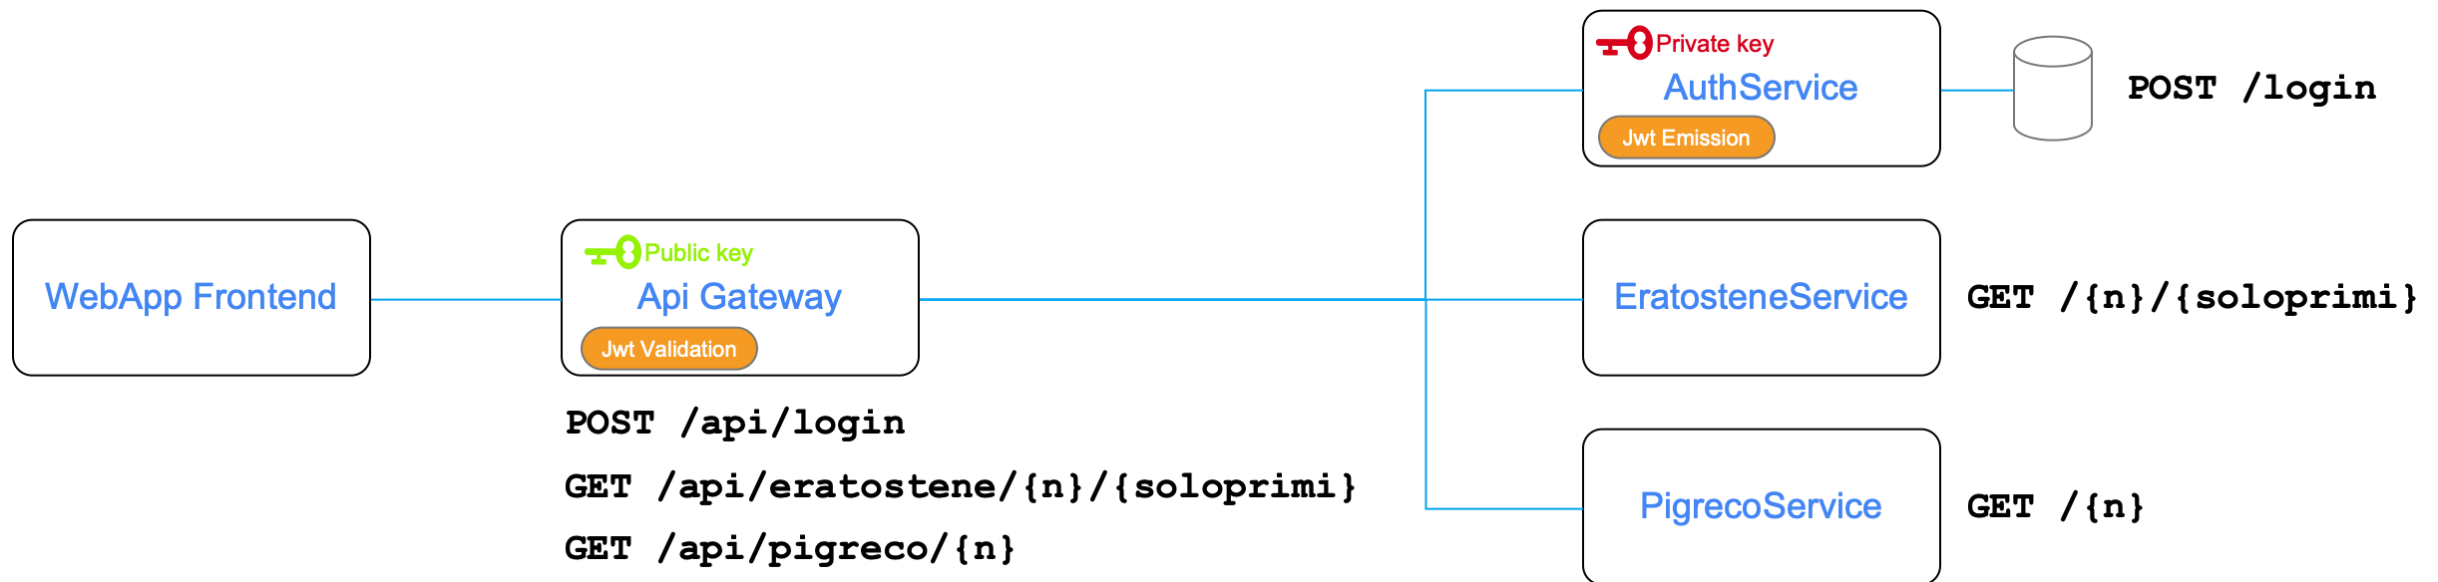 WebApp Frontend
Public key
Api Gateway
Jwt Validation
POST /api/login
GET /api/eratostene/{n}/{soloprimi}
GET /api/pigreco/{n}
Private key
AuthService
Jwt Emission
POST /login
EratosteneService
GET /{n}/{soloprimi}
PigrecoService
GET /{n}